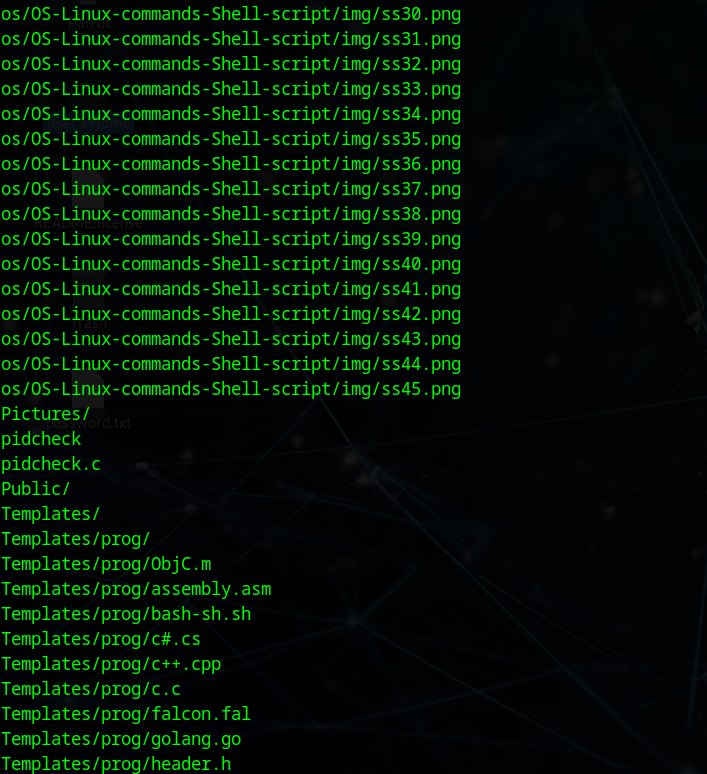 os/OS-Linux-commands-Shell-script/img/ss30.png
os/OS-Linux-commands-Shell-script/img/ss31.png
os/OS-Linux-commands-Shell-script/img/ss32.png
os/OS-Linux-commands-Shell-script/img/ss33.png
os/OS-Linux-commands-Shell-script/img/ss34.png
os/OS-Linux-commands-Shell-script/img/ss35.png
os/OS-Linux-commands-Shell-script/img/ss36.png
os/OS-Linux-commands-Shell-script/img/ss37.png
os/OS-Linux-commands-Shell-script/img/ss38.png
os/OS-Linux-commands-Shell-script/img/ss39.png
os/OS-Linux-commands-Shell-script/img/ss40.png
os/OS-Linux-commands-Shell-script/img/ss41.png
os/OS-Linux-commands-Shell-script/img/ss42.png
os/OS-Linux-commands-Shell-script/img/ss43.png
os/OS-Linux-commands-Shell-script/img/ss44.png
os/OS-Linux-commands-Shell-script/img/ss45.png
Pictures/
password.txt
pidcheck
pidcheck.c
Public/
Templates/
Templates/prog/
Templates/prog/ObjC.m
Templates/prog/assembly.asm
Templates/prog/bash-sh.sh
Templates/prog/c#.cs
Templates/prog/c++.cpp
Templates/prog/c.c
Templates/prog/falcon.fal
Templates/prog/golang.go
Templates/prog/header.h